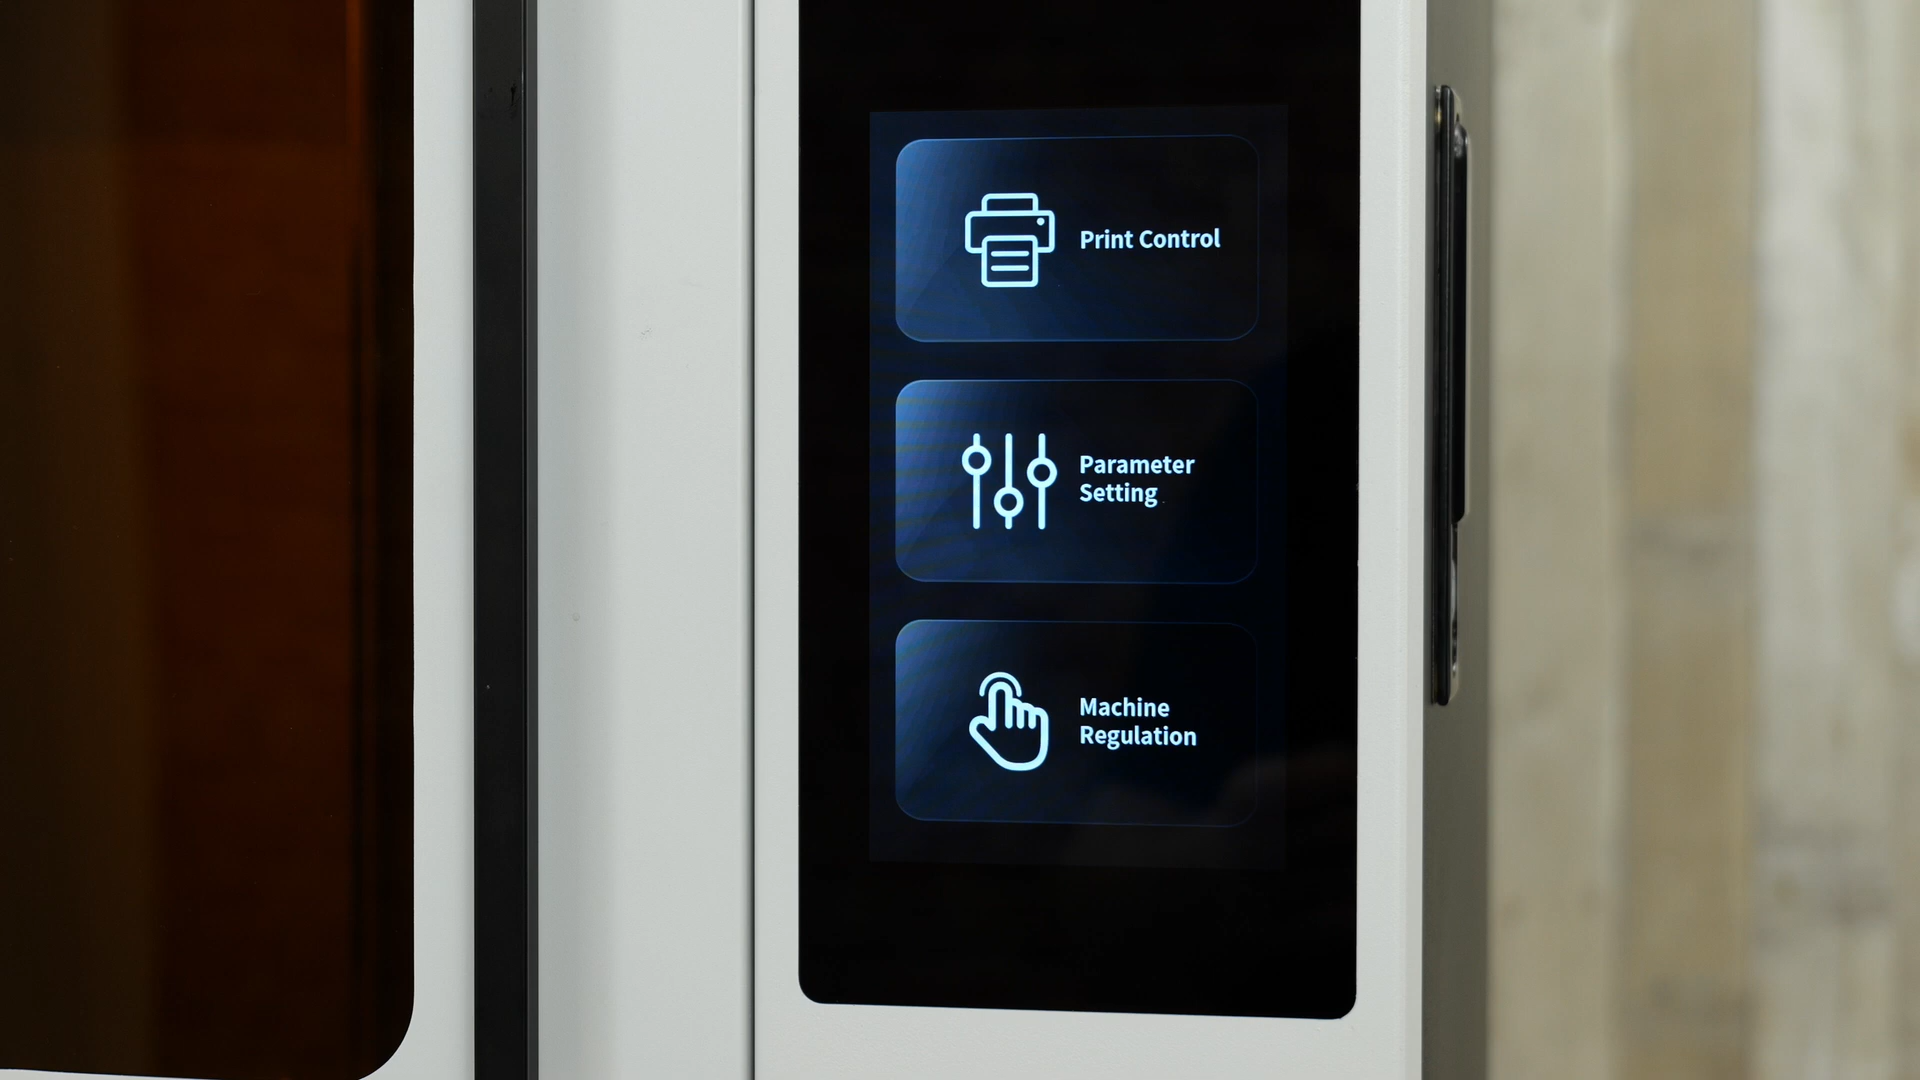 Print Control
Parameter
Setting
Machine
Regulation